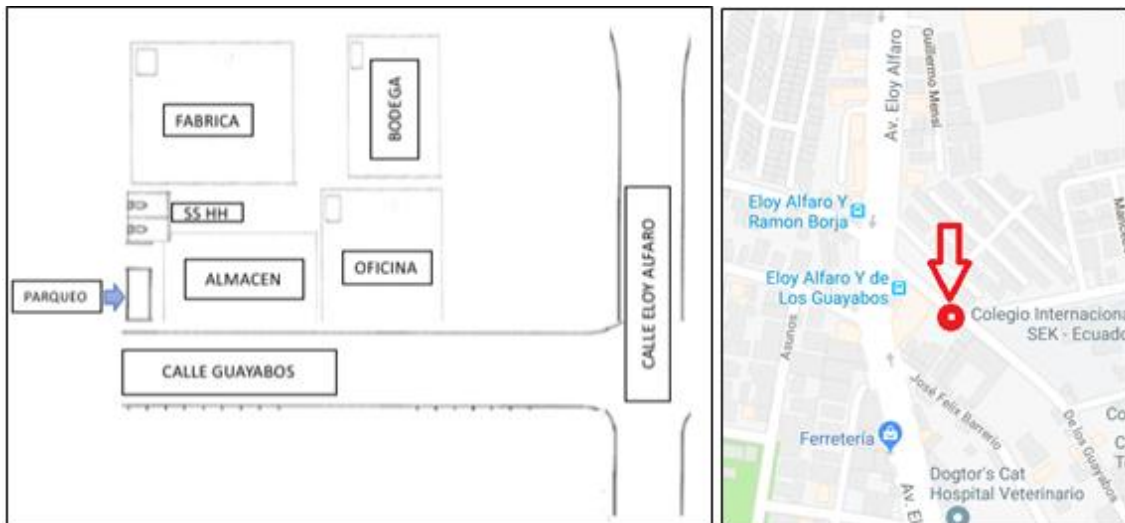 FABRICA
BODEGA
SS HH
ALMACEN
OFICINA
PARQUEO
CALLE GUAYABOS
CALLE ELOY ALFARO
Av. Eloy Alfaro
Guillermo Mensi
Eloy Alfaro Y
Ramon Borja
Eloy Alfaro Y de
Los Guayabos
Asunos
Colegio Internaciona
SEK - Ecuado
José Felix Barreiro
De los Guayabos
Ferretería
Dogtor's Cat
Hospital Veterinario
Av. El
Co
C
T